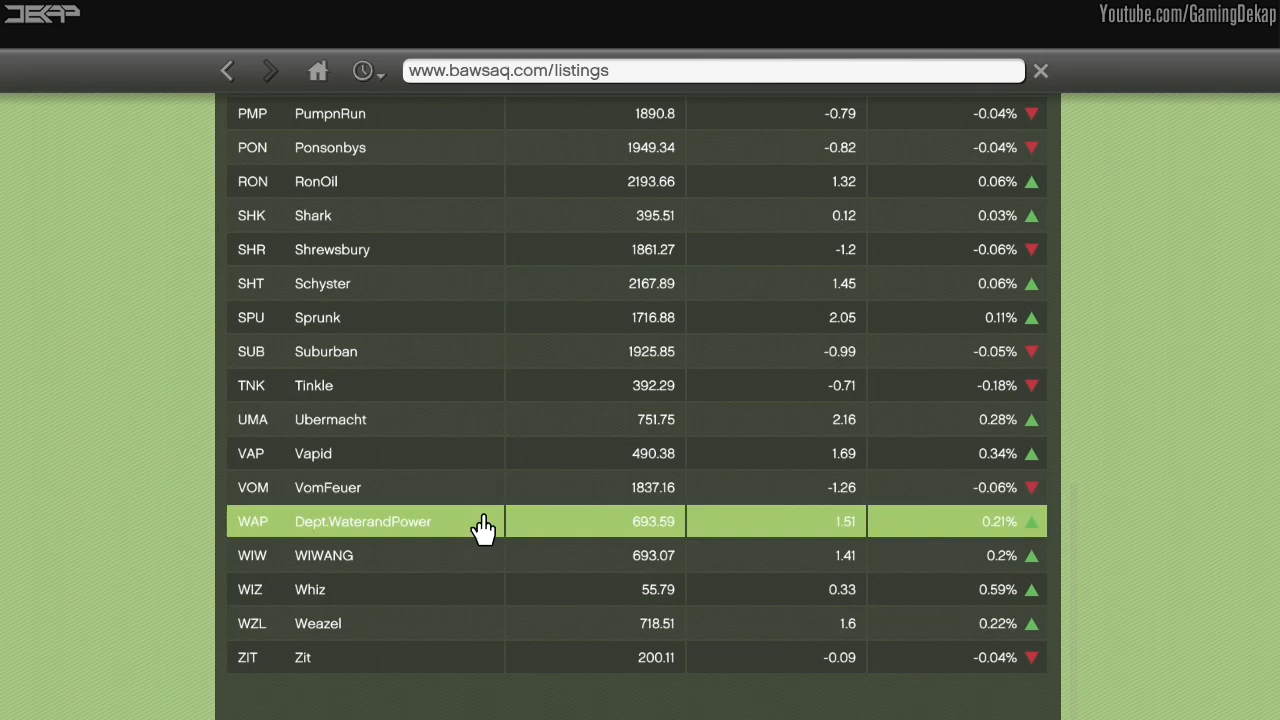 DEKAP
Youtube.com/GamingDekap
www.bawsaq.com/listings
PMP PumpnRun 1890.8 -0.79 -0.04%
PON Ponsonbys 1949.34 -0.82 -0.04%
RON RonOil 2193.66 1.32 0.06%
SHK Shark 395.51 0.12 0.03%
SHR Shrewsbury 1861.27 -1.2 -0.06%
SHT Schyster 2167.89 1.45 0.06%
SPU Sprunk 1716.88 2.05 0.11%
SUB Suburban 1925.85 -0.99 -0.05%
TNK Tinkle 392.29 -0.71 -0.18%
UMA Ubermacht 751.75 2.16 0.28%
VAP Vapid 490.38 1.69 0.34%
VOM VomFeuer 1837.16 -1.26 -0.06%
WAP Dept.WaterandPower 693.59 1.51 0.21%
WIW WIWANG 693.07 1.41 0.2%
WIZ Whiz 55.79 0.33 0.59%
WZL Weazel 718.51 1.6 0.22%
ZIT Zit 200.11 -0.09 -0.04%